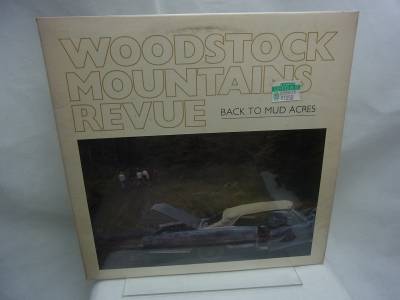 WOODSTOCK
MOUNTAINS
REVUE
BACK TO MUD ACRES